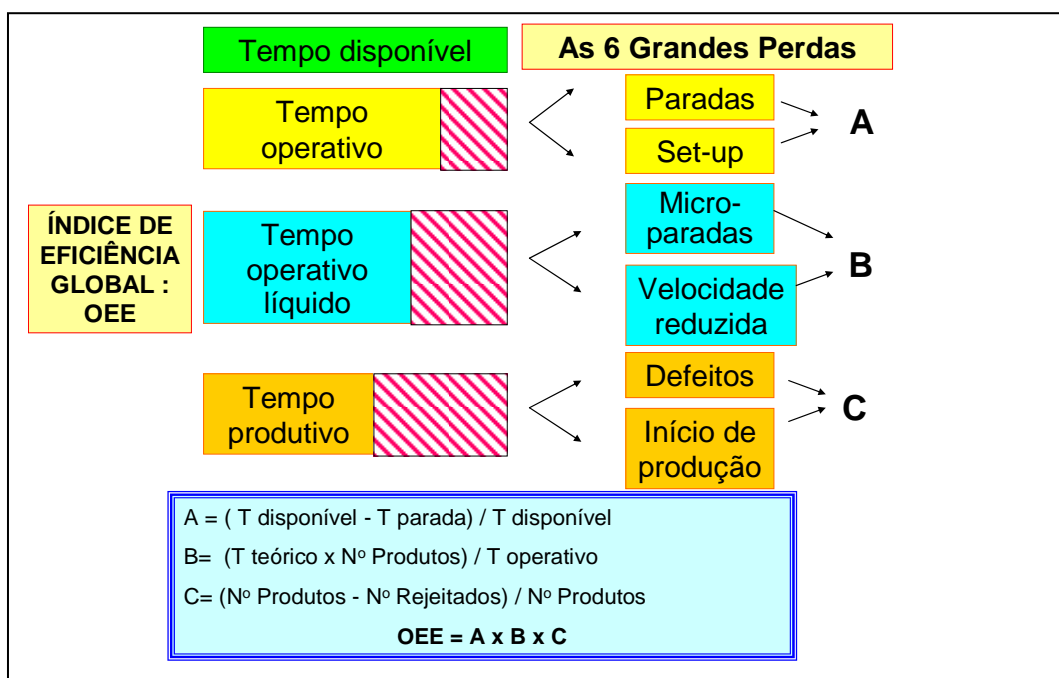 Tempo disponível
As 6 Grandes Perdas
Tempo
operativo
Paradas
Set-up
A
ÍNDICE DE
EFICIÊNCIA
GLOBAL :
OEE
Tempo
operativo
líquido
Micro-
paradas
Velocidade
reduzida
B
Tempo
produtivo
Defeitos
Início de
produção
C
A = ( T disponível - T parada) / T disponível
B= (T teórico x Nº Produtos) / T operativo
C= (Nº Produtos - Nº Rejeitados) / Nº Produtos
OEE = A x B x C